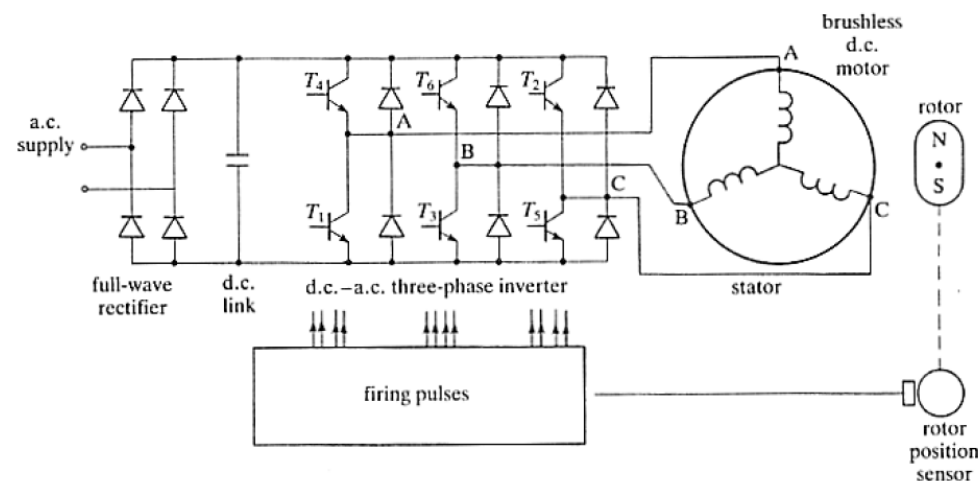 brushless
d.c.
motor
A
T4
T6
T2
rotor
a.c.
supply
A
B
C
N
S
T1
T3
T5
B
C
full-wave
rectifier
d.c.
link
d.c.–a.c. three-phase inverter
stator
firing pulses
rotor
position
sensor